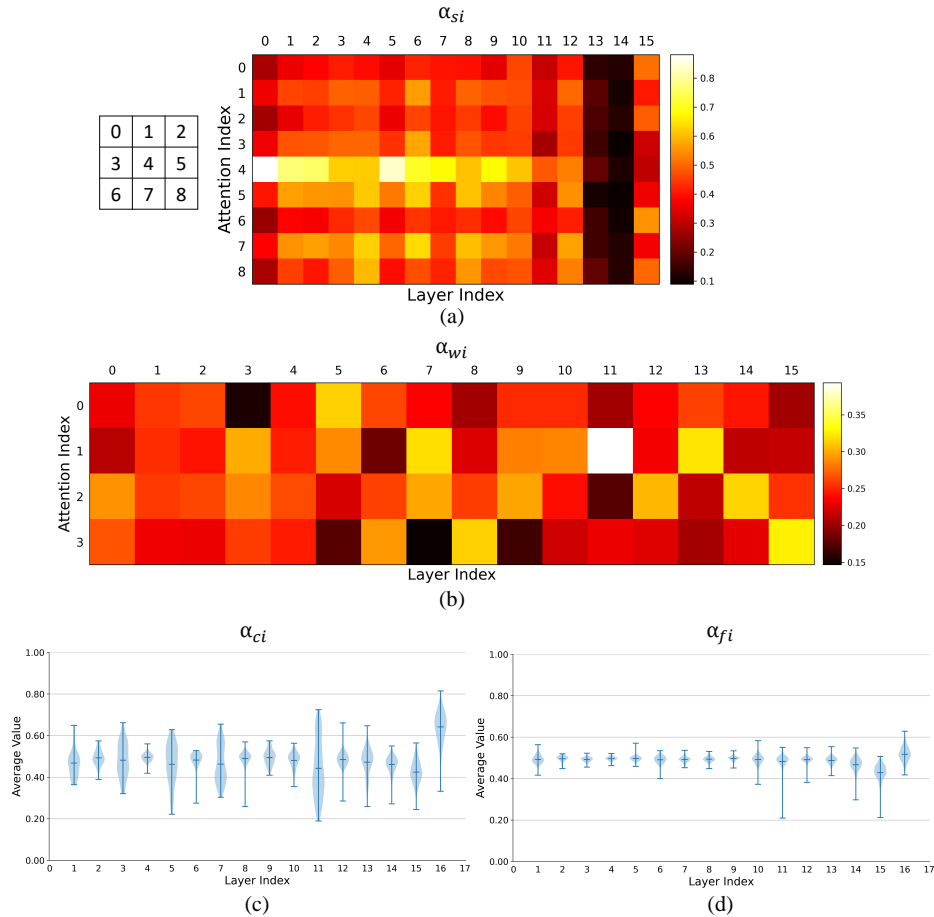 α_si
0 1 2 3 4 5 6 7 8 9 10 11 12 13 14 15
0 1 2
3 4 5
6 7 8
Attention Index
0
1
2
3
4
5
6
7
8
0.8
0.7
0.6
0.5
0.4
0.3
0.2
0.1
Layer Index
(a)
α_wi
0 1 2 3 4 5 6 7 8 9 10 11 12 13 14 15
Attention Index
0
1
2
3
0.35
0.30
0.25
0.20
0.15
Layer Index
(b)
α_ci
Average Value
1.00
0.80
0.60
0.40
0.20
0.00
0 1 2 3 4 5 6 7 8 9 10 11 12 13 14 15 16 17
Layer Index
(c)
α_fi
Average Value
1.00
0.80
0.60
0.40
0.20
0.00
0 1 2 3 4 5 6 7 8 9 10 11 12 13 14 15 16 17
Layer Index
(d)